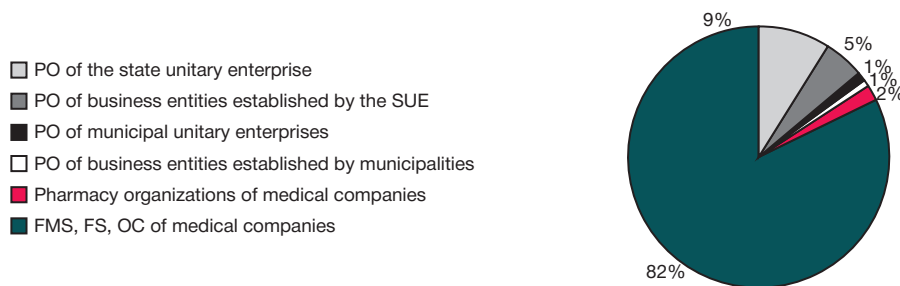 PO of the state unitary enterprise
PO of business entities established by the SUE
PO of municipal unitary enterprises
PO of business entities established by municipalities
Pharmacy organizations of medical companies
FMS, FS, OC of medical companies
9%
5%
1%
1%
2%
82%